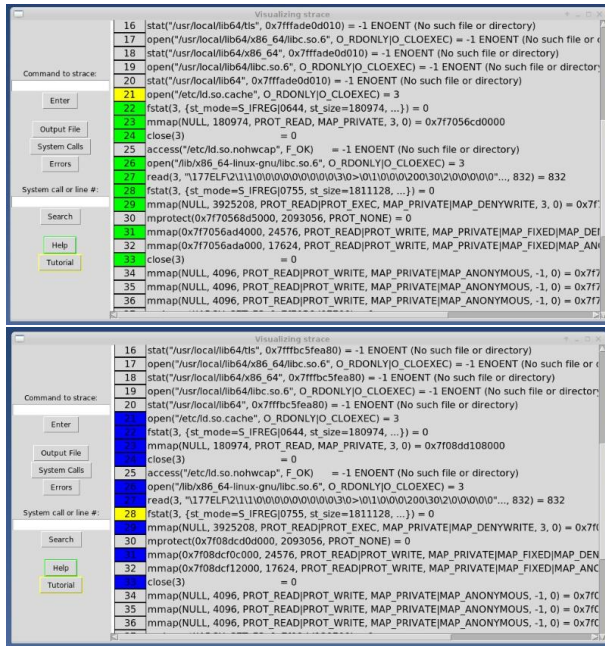 Visualizing strace
16 stat("/usr/local/lib64/tls", 0x7fffade0d010) = -1 ENOENT (No such file or directory)
17 open("/usr/local/lib64/x86_64/libc.so.6", O_RDONLY|O_CLOEXEC) = -1 ENOENT (No such file or
18 stat("/usr/local/lib64/x86_64", 0x7fffade0d010) = -1 ENOENT (No such file or directory)
19 open("/usr/local/lib64/libc.so.6", O_RDONLY|O_CLOEXEC) = -1 ENOENT (No such file or directory
20 stat("/usr/local/lib64", 0x7fffade0d010) = -1 ENOENT (No such file or directory)
21 open("/etc/ld.so.cache", O_RDONLY|O_CLOEXEC) = 3
22 fstat(3, {st_mode=S_IFREG|0644, st_size=180974, ...}) = 0
23 mmap(NULL, 180974, PROT_READ, MAP_PRIVATE, 3, 0) = 0x7f7056cd0000
24 close(3) = 0
25 access("/etc/ld.so.nohwcap", F_OK) = -1 ENOENT (No such file or directory)
26 open("/lib/x86_64-linux-gnu/libc.so.6", O_RDONLY|O_CLOEXEC) = 3
27 read(3, "\177ELF\2\1\1\0\0\0\0\0\0\0\0\0\3\0>\0\1\0\0\0\200\30\2\0\0\0\0\0"..., 832) = 832
28 fstat(3, {st_mode=S_IFREG|0755, st_size=1811128, ...}) = 0
29 mmap(NULL, 3925208, PROT_READ|PROT_EXEC, MAP_PRIVATE|MAP_DENYWRITE, 3, 0) = 0x7f7
30 mprotect(0x7f70568d5000, 2093056, PROT_NONE) = 0
31 mmap(0x7f7056ad4000, 24576, PROT_READ|PROT_WRITE, MAP_PRIVATE|MAP_FIXED|MAP_DEN
32 mmap(0x7f7056ada000, 17624, PROT_READ|PROT_WRITE, MAP_PRIVATE|MAP_FIXED|MAP_ANO
33 close(3) = 0
34 mmap(NULL, 4096, PROT_READ|PROT_WRITE, MAP_PRIVATE|MAP_ANONYMOUS, -1, 0) = 0x7f7
35 mmap(NULL, 4096, PROT_READ|PROT_WRITE, MAP_PRIVATE|MAP_ANONYMOUS, -1, 0) = 0x7f7
36 mmap(NULL, 4096, PROT_READ|PROT_WRITE, MAP_PRIVATE|MAP_ANONYMOUS, -1, 0) = 0x7f7
Command to strace:
Enter
Output File
System Calls
Errors
System call or line #:
Search
Help
Tutorial
Visualizing strace
16 stat("/usr/local/lib64/tls", 0x7fffbc5fea80) = -1 ENOENT (No such file or directory)
17 open("/usr/local/lib64/x86_64/libc.so.6", O_RDONLY|O_CLOEXEC) = -1 ENOENT (No such file or
18 stat("/usr/local/lib64/x86_64", 0x7fffbc5fea80) = -1 ENOENT (No such file or directory)
19 open("/usr/local/lib64/libc.so.6", O_RDONLY|O_CLOEXEC) = -1 ENOENT (No such file or directory
20 stat("/usr/local/lib64", 0x7fffbc5fea80) = -1 ENOENT (No such file or directory)
open("/etc/ld.so.cache", O_RDONLY|O_CLOEXEC) = 3
fstat(3, {st_mode=S_IFREG|0644, st_size=180974, ...}) = 0
mmap(NULL, 180974, PROT_READ, MAP_PRIVATE, 3, 0) = 0x7f08dd108000
close(3) = 0
25 access("/etc/ld.so.nohwcap", F_OK) = -1 ENOENT (No such file or directory)
open("/lib/x86_64-linux-gnu/libc.so.6", O_RDONLY|O_CLOEXEC) = 3
read(3, "\177ELF\2\1\1\0\0\0\0\0\0\0\0\0\3\0>\0\1\0\0\0\200\30\2\0\0\0\0\0"..., 832) = 832
28 fstat(3, {st_mode=S_IFREG|0755, st_size=1811128, ...}) = 0
mmap(NULL, 3925208, PROT_READ|PROT_EXEC, MAP_PRIVATE|MAP_DENYWRITE, 3, 0) = 0x7f0
30 mprotect(0x7f08dcd0d000, 2093056, PROT_NONE) = 0
mmap(0x7f08dcf0c000, 24576, PROT_READ|PROT_WRITE, MAP_PRIVATE|MAP_FIXED|MAP_DEN
32 mmap(0x7f08dcf12000, 17624, PROT_READ|PROT_WRITE, MAP_PRIVATE|MAP_FIXED|MAP_ANO
close(3) = 0
34 mmap(NULL, 4096, PROT_READ|PROT_WRITE, MAP_PRIVATE|MAP_ANONYMOUS, -1, 0) = 0x7f0
35 mmap(NULL, 4096, PROT_READ|PROT_WRITE, MAP_PRIVATE|MAP_ANONYMOUS, -1, 0) = 0x7f0
36 mmap(NULL, 4096, PROT_READ|PROT_WRITE, MAP_PRIVATE|MAP_ANONYMOUS, -1, 0) = 0x7f0
Command to strace:
Enter
Output File
System Calls
Errors
System call or line #:
Search
Help
Tutorial